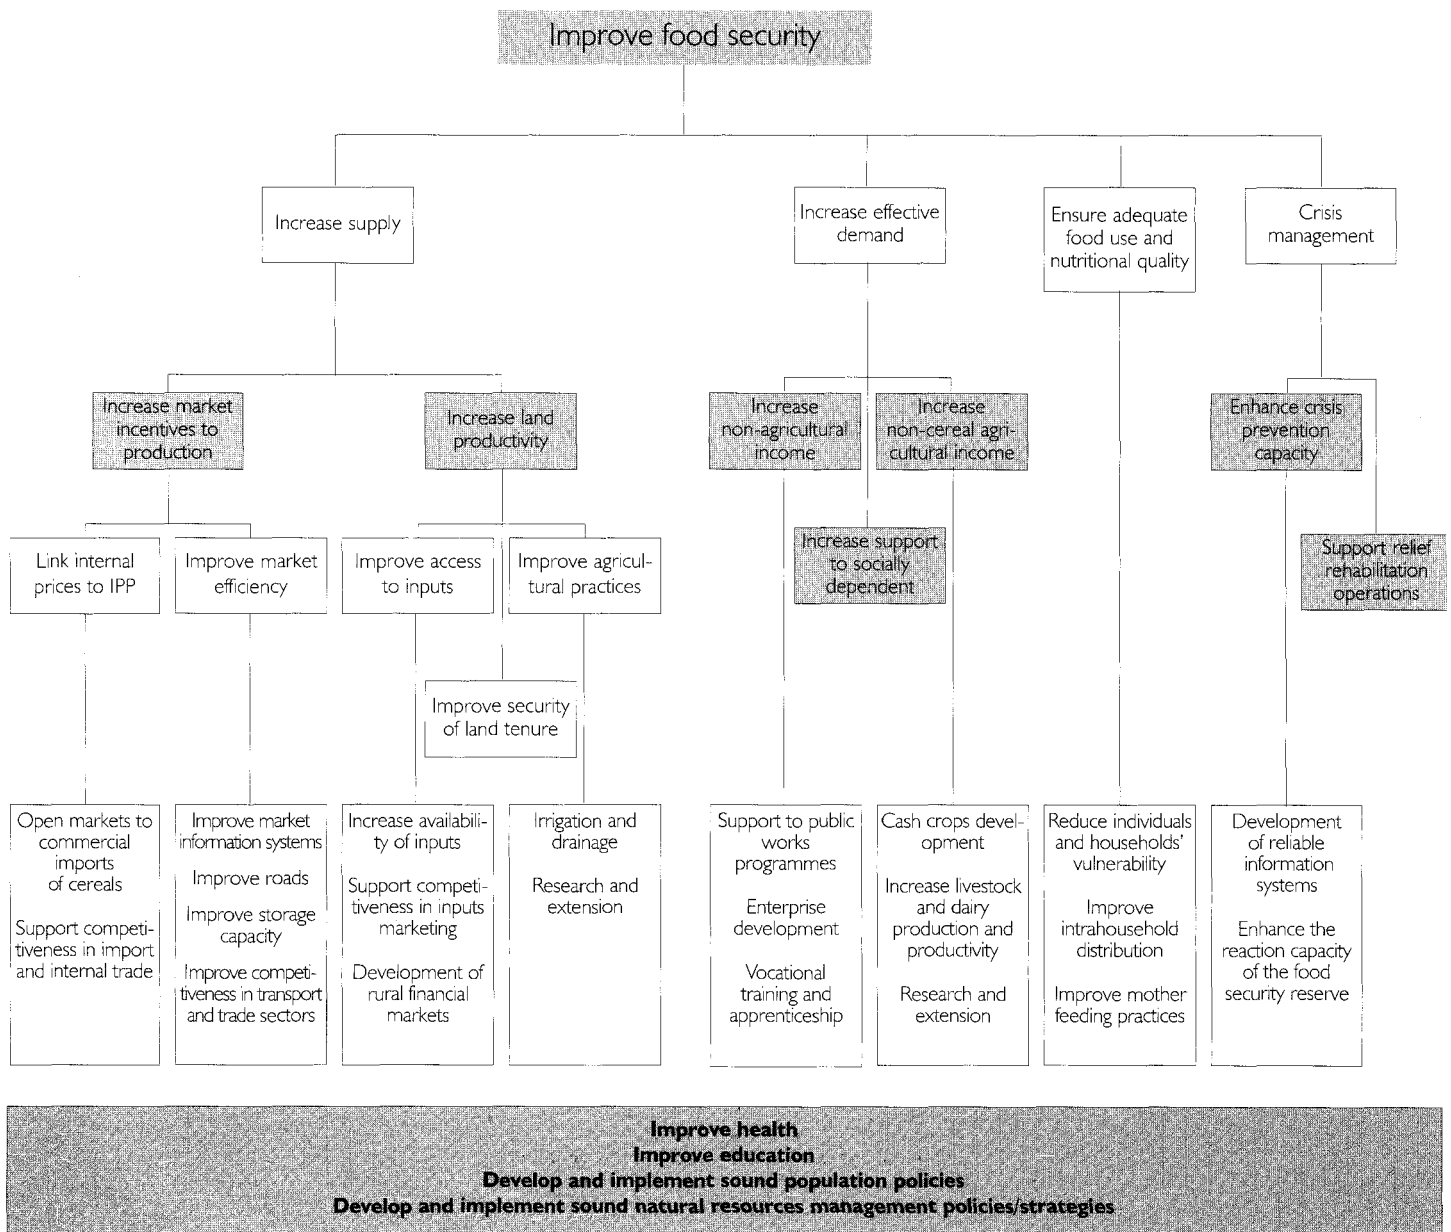 Improve food security
Increase supply
Increase effective
demand
Ensure adequate
food use and
nutritional quality
Crisis
management
Increase market
incentives to
production
Increase land
productivity
Increase
non-agricultural
income
Increase
non-cereal agri-
cultural income
Enhance crisis
prevention
capacity
Link internal
prices to IPP
Improve market
efficiency
Improve access
to inputs
Improve agricul-
tural practices
Increase support
to socially
dependent
Support relief
rehabilitation
operations
Improve security
of land tenure
Open markets to
commercial
imports
of cereals
Support competi-
tiveness in import
and internal trade
Improve market
information systems
Improve roads
Improve storage
capacity
Improve competi-
tiveness in transport
and trade sectors
Increase availabili-
ty of inputs
Support competi-
tiveness in inputs
marketing
Development of
rural financial
markets
Irrigation and
drainage
Research and
extension
Support to public
works
programmes
Enterprise
development
Vocational
training and
apprenticeship
Cash crops devel-
opment
Increase livestock
and dairy
production and
productivity
Research and
extension
Reduce individuals
and households'
vulnerability
Improve
intrahousehold
distribution
Improve mother
feeding practices
Development
of reliable
information
systems
Enhance the
reaction capacity
of the food
security reserve
Improve health
Improve education
Develop and implement sound population policies
Develop and implement sound natural resources management policies/strategies